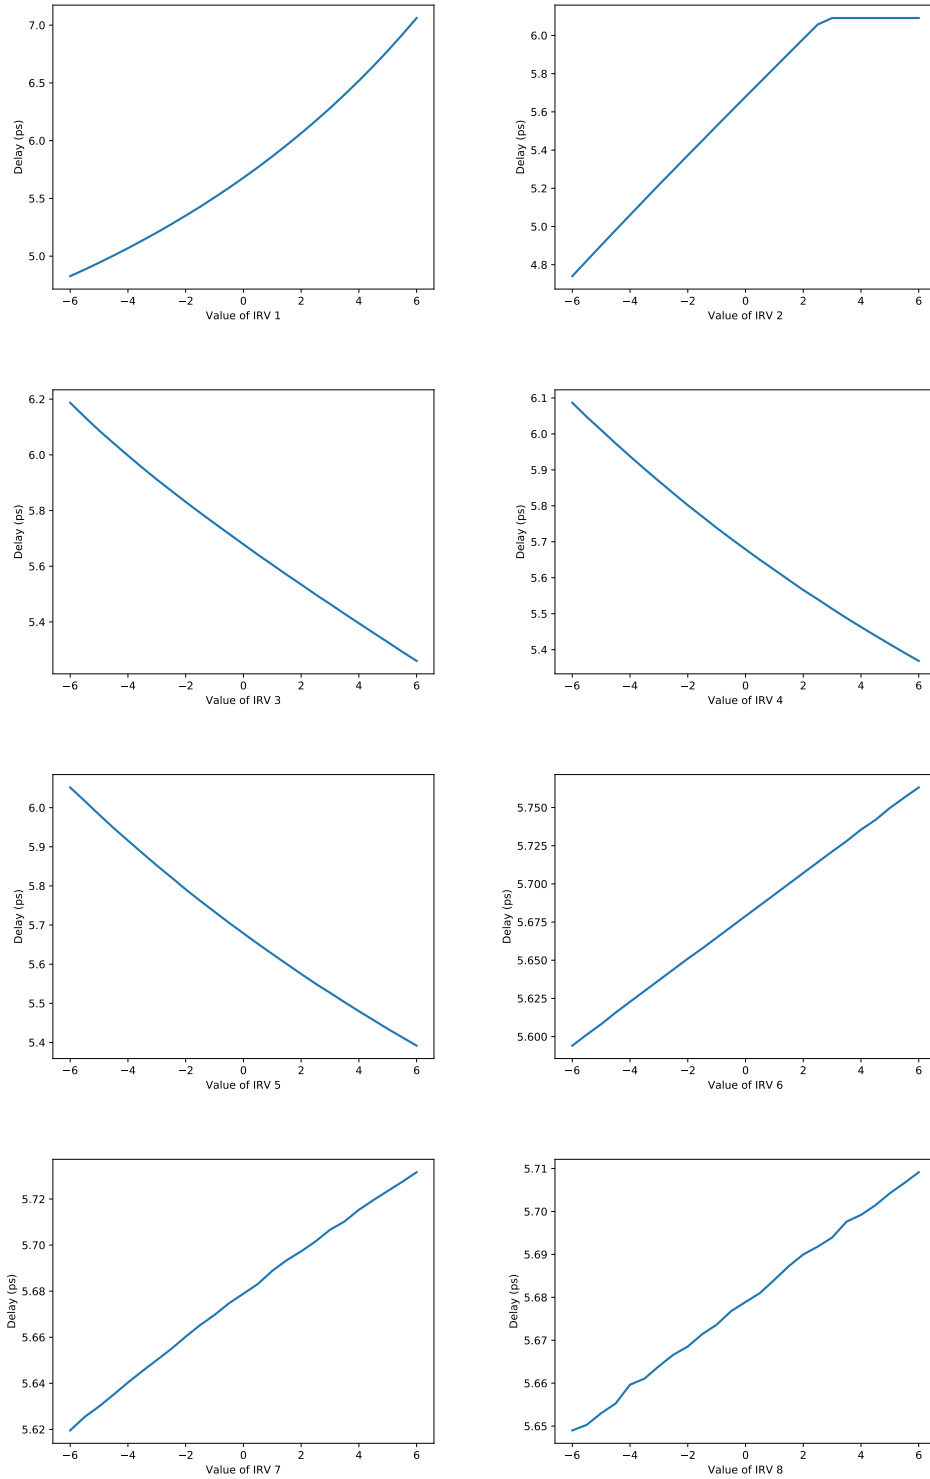 7.0
6.5
6.0
5.5
5.0
Delay (ps)
−6 −4 −2 0 2 4 6
Value of IRV 1
6.0
5.8
5.6
5.4
5.2
5.0
4.8
Delay (ps)
−6 −4 −2 0 2 4 6
Value of IRV 2
6.2
6.0
5.8
5.6
5.4
Delay (ps)
−6 −4 −2 0 2 4 6
Value of IRV 3
6.1
6.0
5.9
5.8
5.7
5.6
5.5
5.4
Delay (ps)
−6 −4 −2 0 2 4 6
Value of IRV 4
6.0
5.9
5.8
5.7
5.6
5.5
5.4
Delay (ps)
−6 −4 −2 0 2 4 6
Value of IRV 5
5.750
5.725
5.700
5.675
5.650
5.625
5.600
Delay (ps)
−6 −4 −2 0 2 4 6
Value of IRV 6
5.72
5.70
5.68
5.66
5.64
5.62
Delay (ps)
−6 −4 −2 0 2 4 6
Value of IRV 7
5.71
5.70
5.69
5.68
5.67
5.66
5.65
Delay (ps)
−6 −4 −2 0 2 4 6
Value of IRV 8